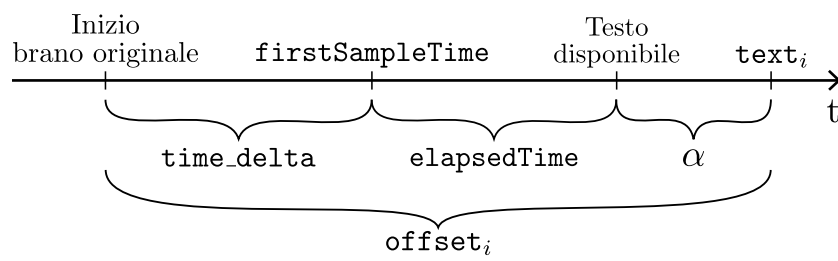 Inizio
brano originale
firstSampleTime
Testo
disponibile
text_i
t
time_delta
elapsedTime
α
offset_i